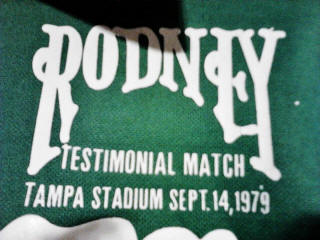 RODNEY
TESTIMONIAL MATCH
TAMPA STADIUM SEPT.14,1979